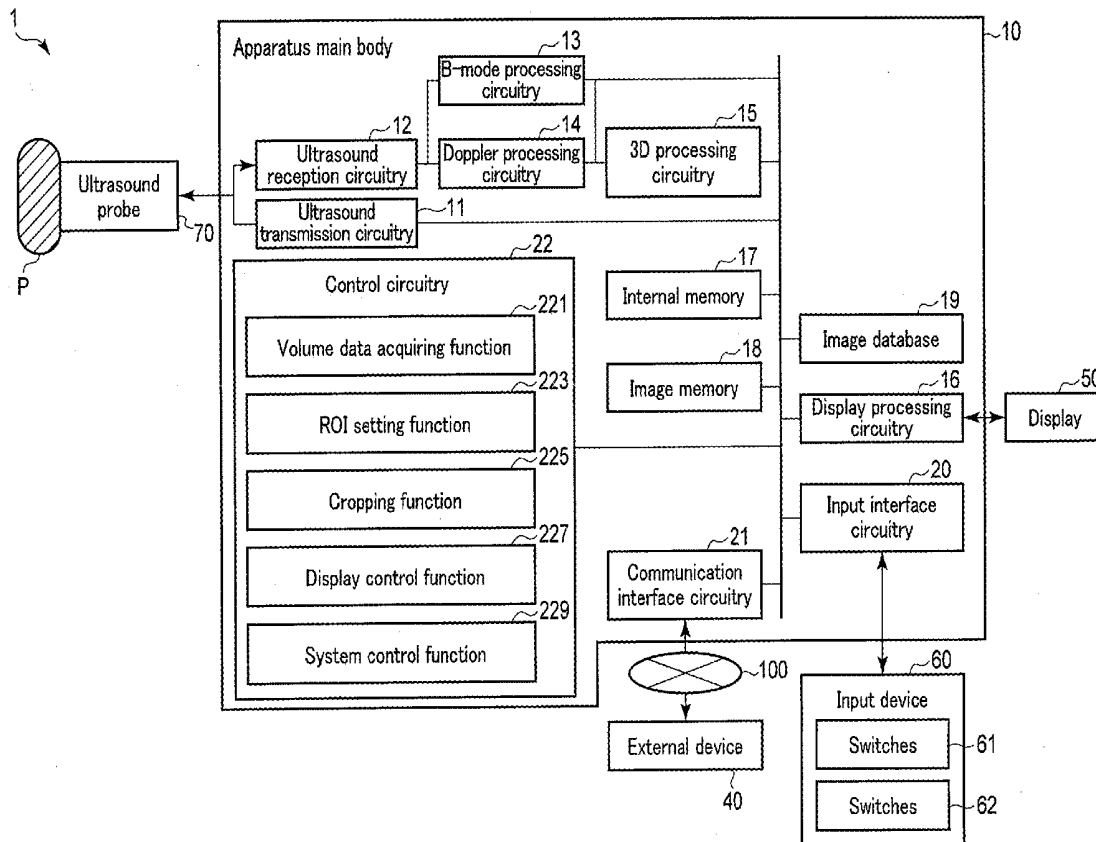 1
10
Apparatus main body
13
B-mode processing
circuitry
12
Ultrasound
reception circuitry
14
Doppler processing
circuitry
15
3D processing
circuitry
Ultrasound
probe
70
P
11
Ultrasound
transmission circuitry
22
Control circuitry
221
Volume data acquiring function
223
ROI setting function
225
Cropping function
227
Display control function
229
System control function
17
Internal memory
18
Image memory
19
Image database
16
Display processing
circuitry
50
Display
20
Input interface
circuitry
21
Communication
interface circuitry
100
External device
40
60
Input device
Switches
61
Switches
62